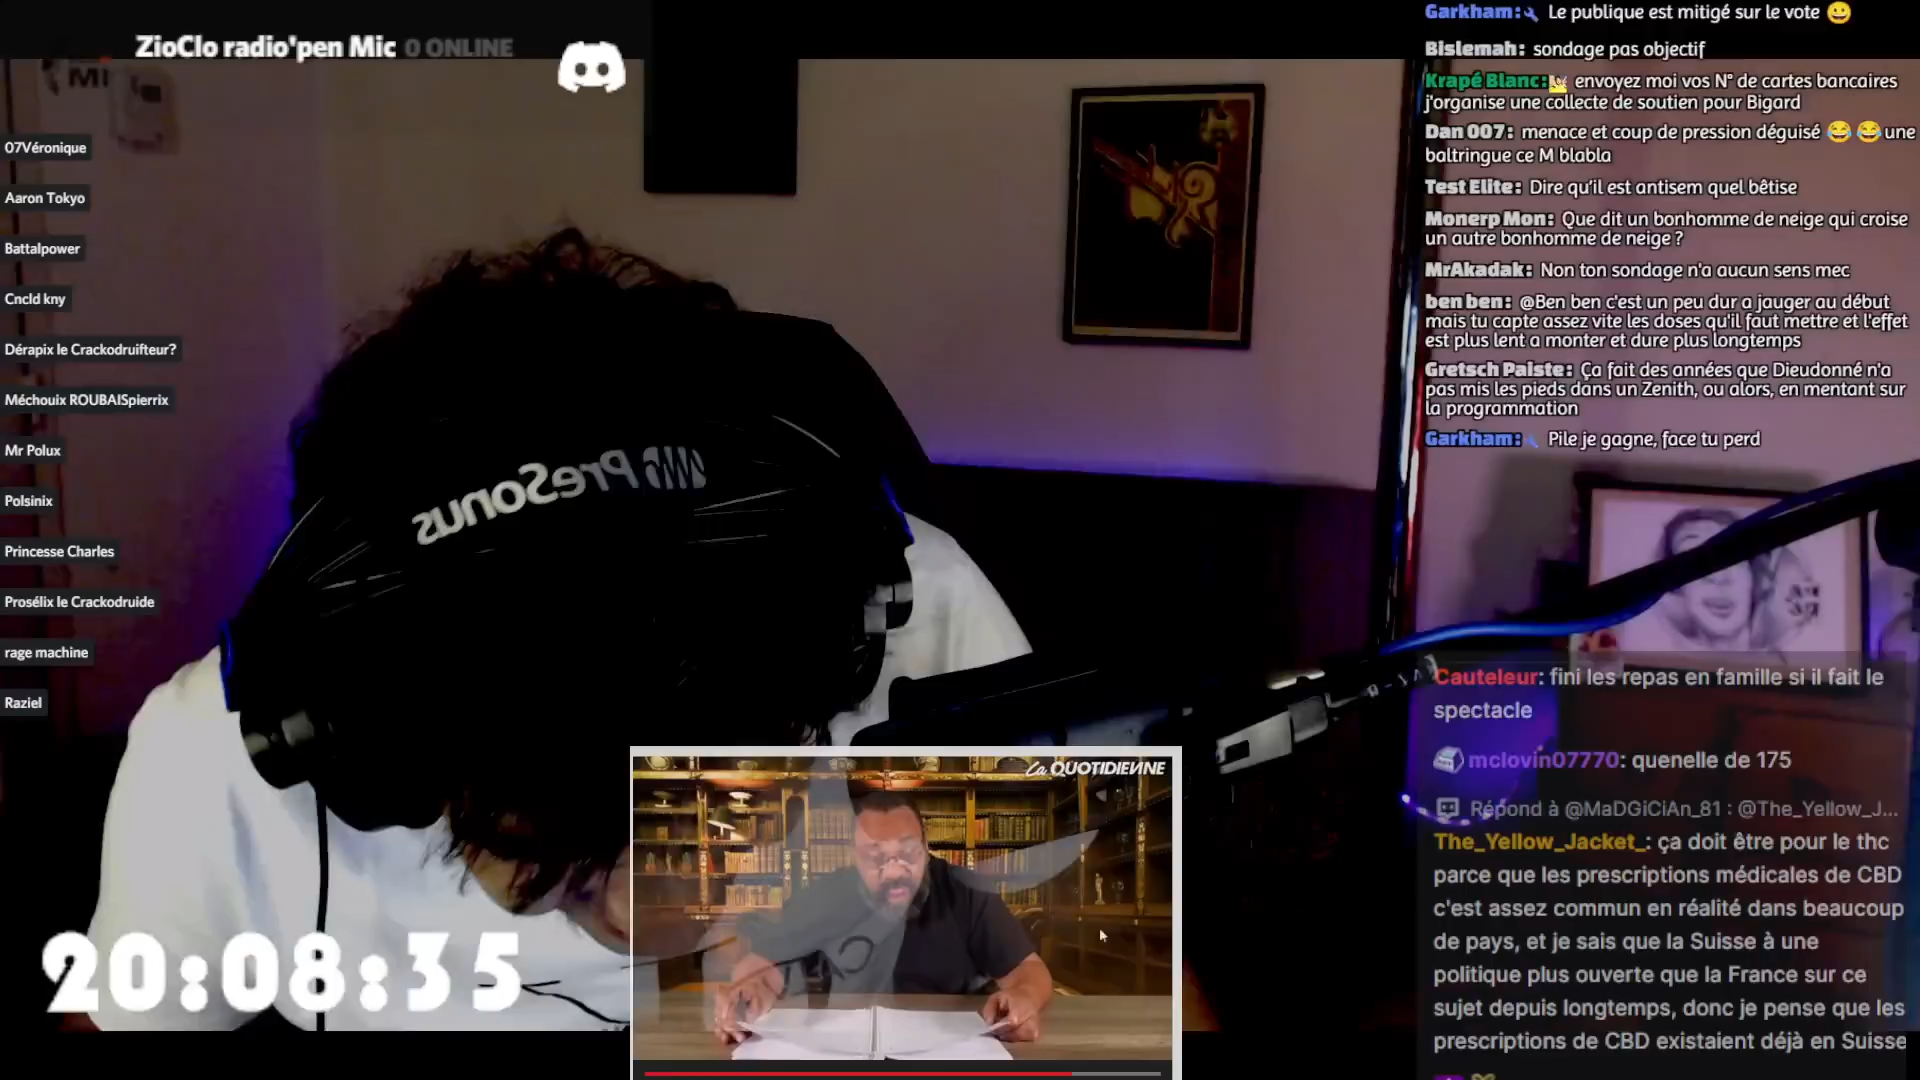 ZioClo radio'pen Mic 0 ONLINE
07Véronique
Aaron Tokyo
Battalpower
Cncld kny
Dérapix le Crackodruifteur?
Méchouix ROUBAISpierrix
Mr Polux
Polsinix
Princesse Charles
Prosélix le Crackodruide
rage machine
Raziel
PreSonus
20:08:35
La QUOTIDIENNE
Garkham: Le publique est mitigé sur le vote 😀
Bislemah: sondage pas objectif
Krapé Blanc: envoyez moi vos N° de cartes bancaires
j'organise une collecte de soutien pour Bigard
Dan 007: menace et coup de pression déguisé 😂 😂 une
baltringue ce M blabla
Test Elite: Dire qu'il est antisem quel bêtise
Monerp Mon: Que dit un bonhomme de neige qui croise
un autre bonhomme de neige ?
MrAkadak: Non ton sondage n'a aucun sens mec
ben ben: @Ben ben c'est un peu dur a jauger au début
mais tu capte assez vite les doses qu'il faut mettre et l'effet
est plus lent a monter et dure plus longtemps
Gretsch Paiste: Ça fait des années que Dieudonné n'a
pas mis les pieds dans un Zenith, ou alors, en mentant sur
la programmation
Garkham: Pile je gagne, face tu perd
Cauteleur: fini les repas en famille si il fait le
spectacle
mclovin07770: quenelle de 175
Répond à @MaDGiCiAn_81 : @The_Yellow_J...
The_Yellow_Jacket_: ça doit être pour le thc
parce que les prescriptions médicales de CBD
c'est assez commun en réalité dans beaucoup
de pays, et je sais que la Suisse à une
politique plus ouverte que la France sur ce
sujet depuis longtemps, donc je pense que les
prescriptions de CBD existaient déjà en Suisse